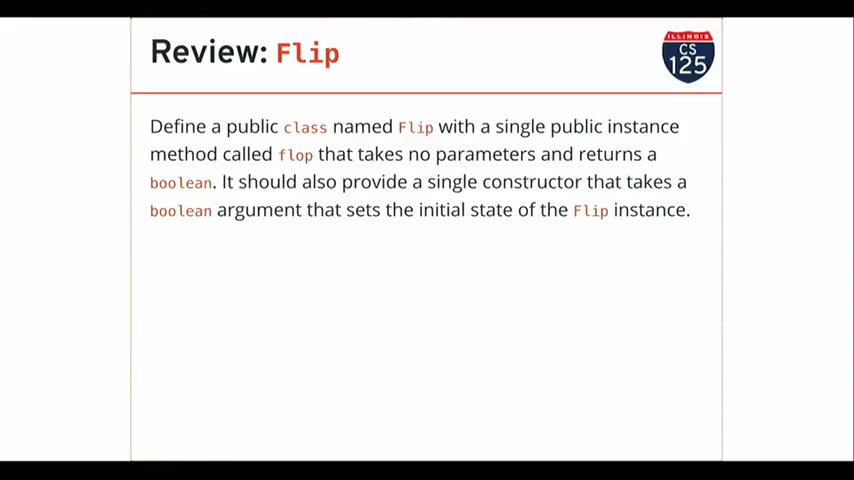 Review: Flip
ILLINOIS
CS
125
Define a public class named Flip with a single public instance
method called flop that takes no parameters and returns a
boolean. It should also provide a single constructor that takes a
boolean argument that sets the initial state of the Flip instance.